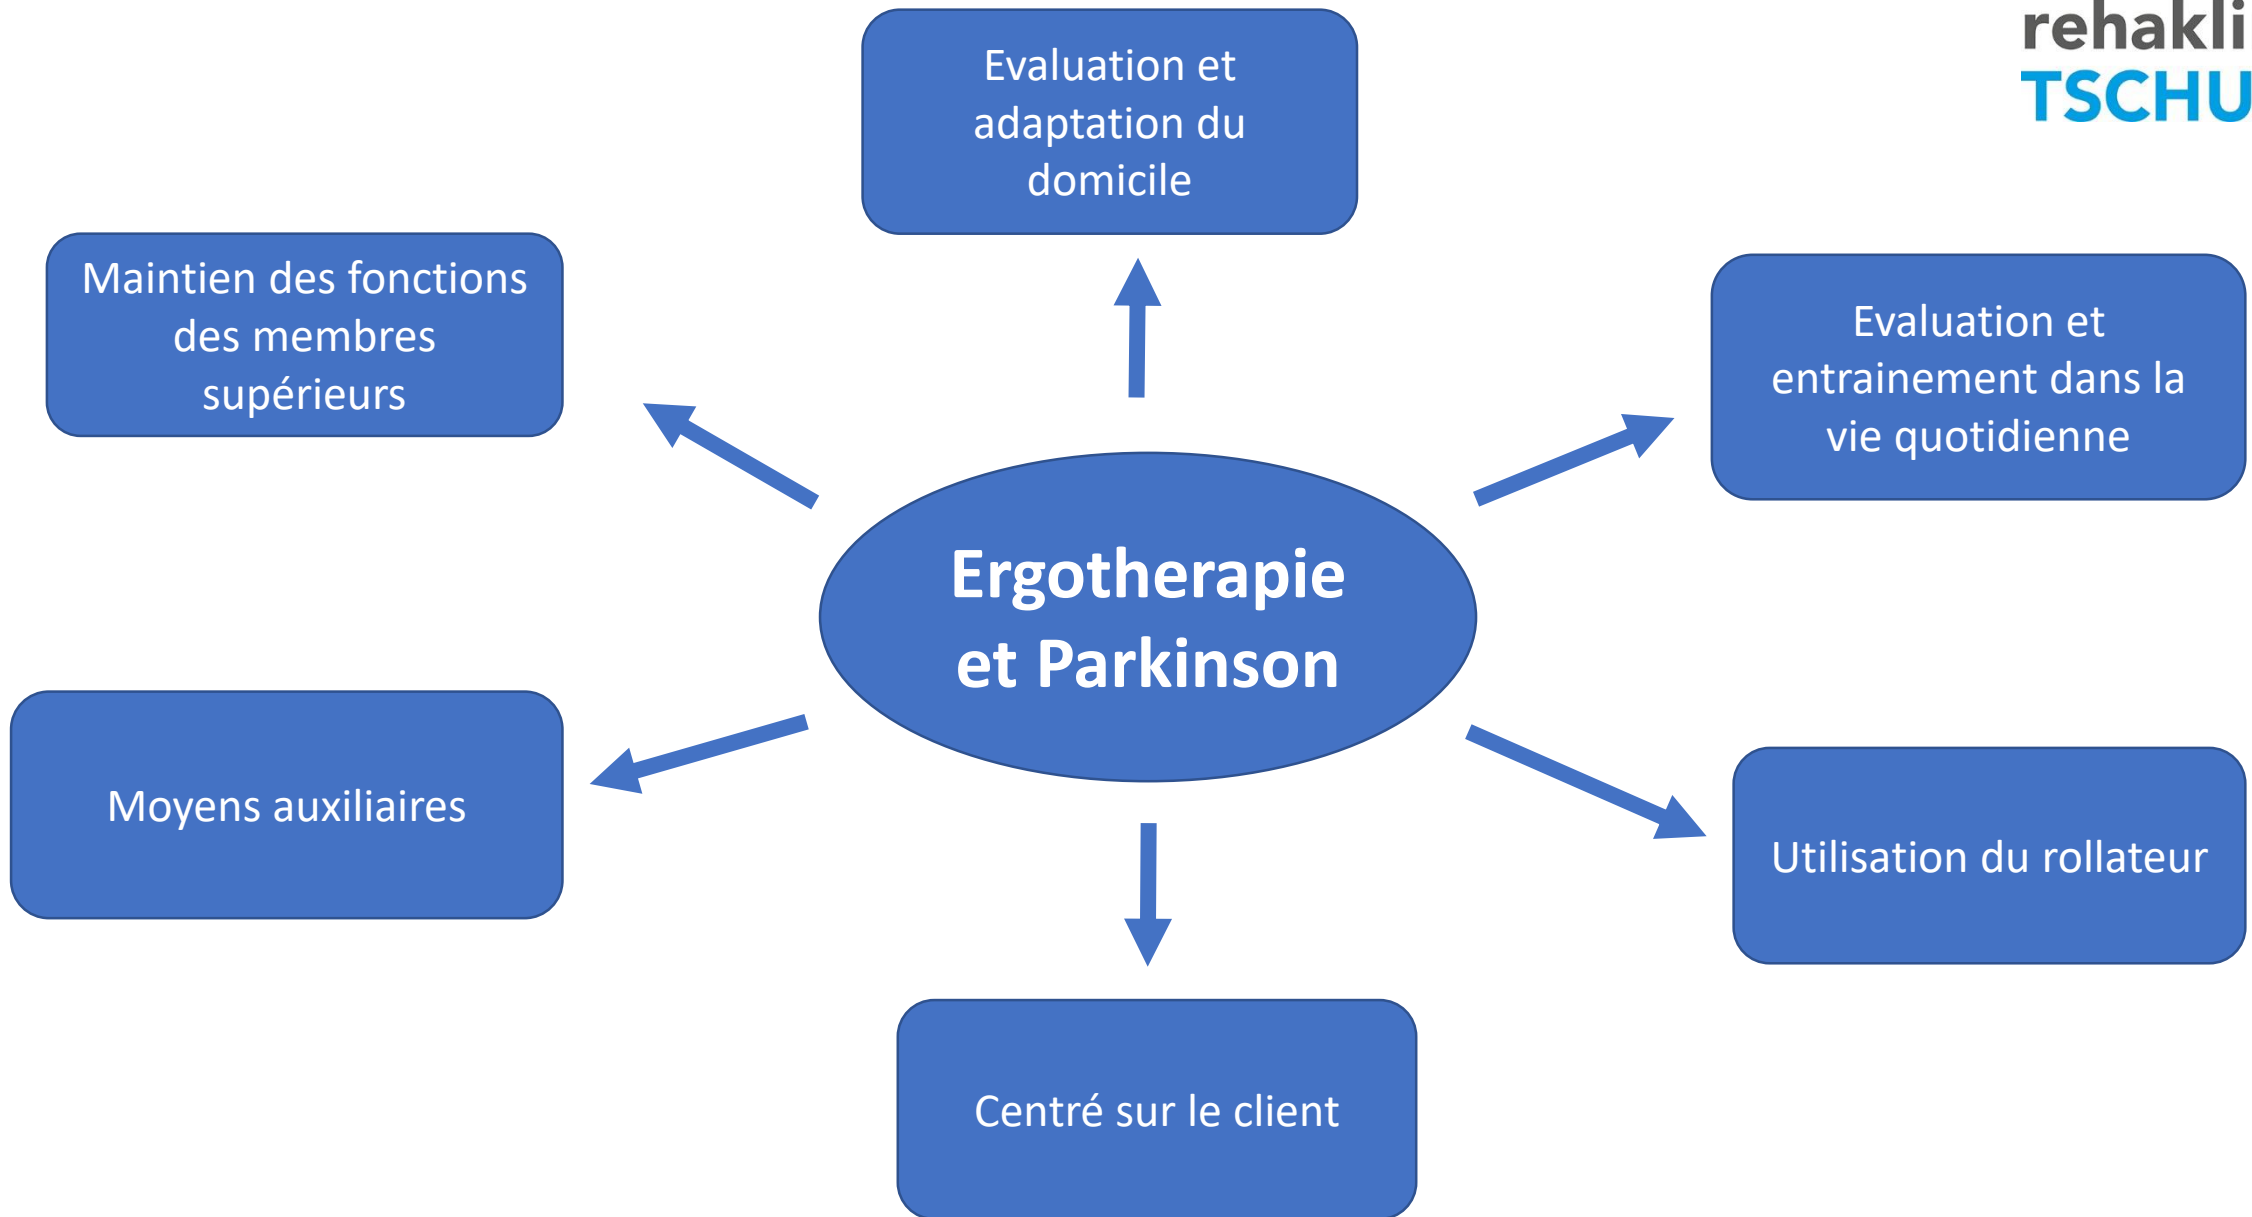 rehakli
TSCHU
Evaluation et
adaptation du
domicile
Maintien des fonctions
des membres
supérieurs
Evaluation et
entrainement dans la
vie quotidienne
Ergotherapie
et Parkinson
Moyens auxiliaires
Utilisation du rollateur
Centré sur le client